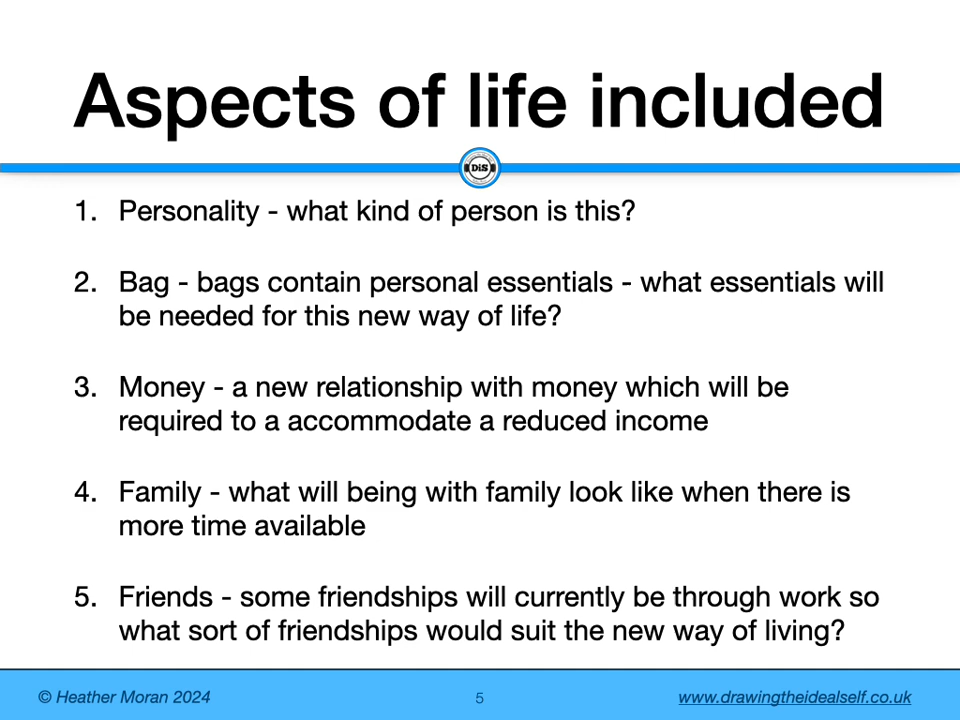 Aspects of life included
DiS
1. Personality - what kind of person is this?
2. Bag - bags contain personal essentials - what essentials will
be needed for this new way of life?
3. Money - a new relationship with money which will be
required to a accommodate a reduced income
4. Family - what will being with family look like when there is
more time available
5. Friends - some friendships will currently be through work so
what sort of friendships would suit the new way of living?
© Heather Moran 2024
5
www.drawingtheidealself.co.uk